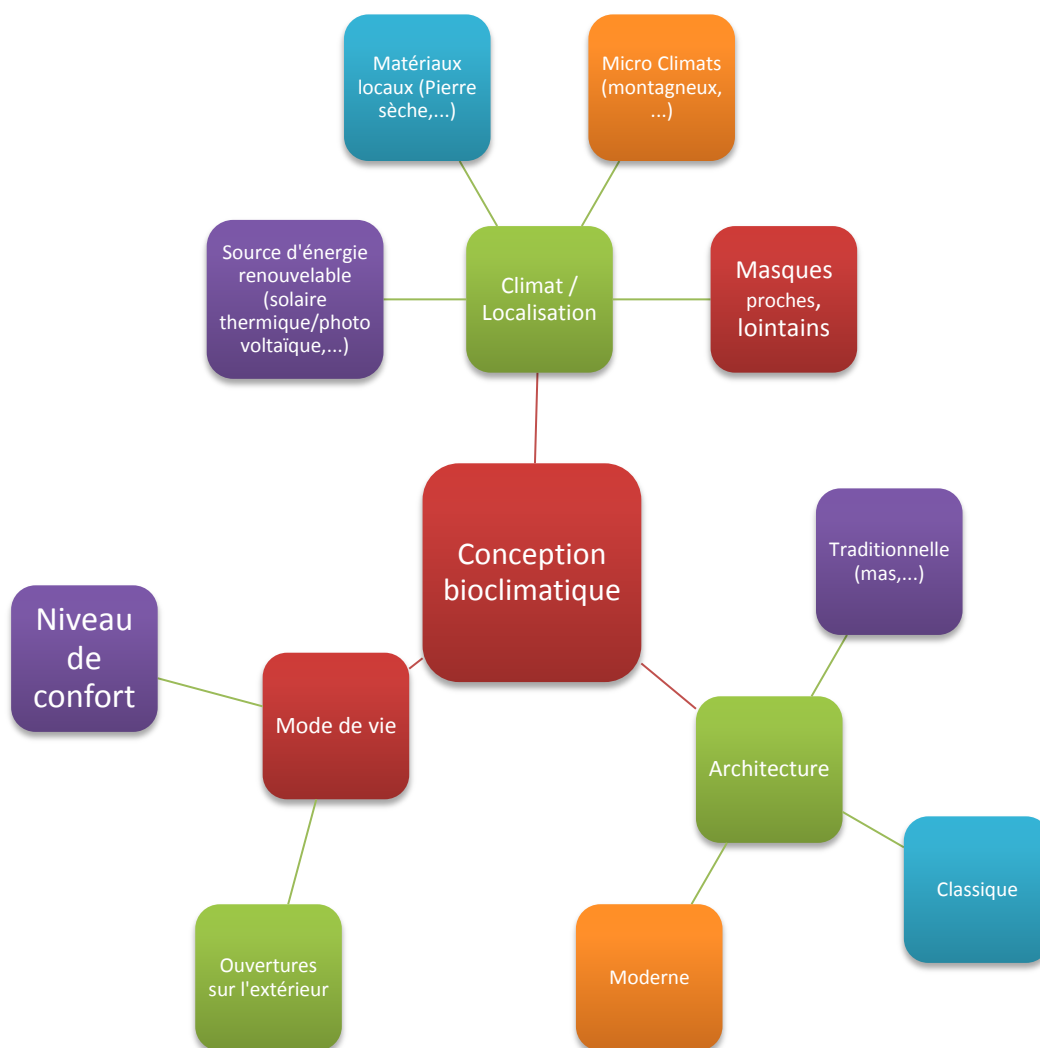 Matériaux
locaux (Pierre
sèche,...)
Micro Climats
(montagneux,
...)
Source d'énergie
renouvelable
(solaire
thermique/photo
voltaïque,...)
Climat /
Localisation
Masques
proches,
lointains
Conception
bioclimatique
Traditionnelle
(mas,...)
Niveau
de
confort
Mode de vie
Architecture
Classique
Ouvertures
sur l'extérieur
Moderne